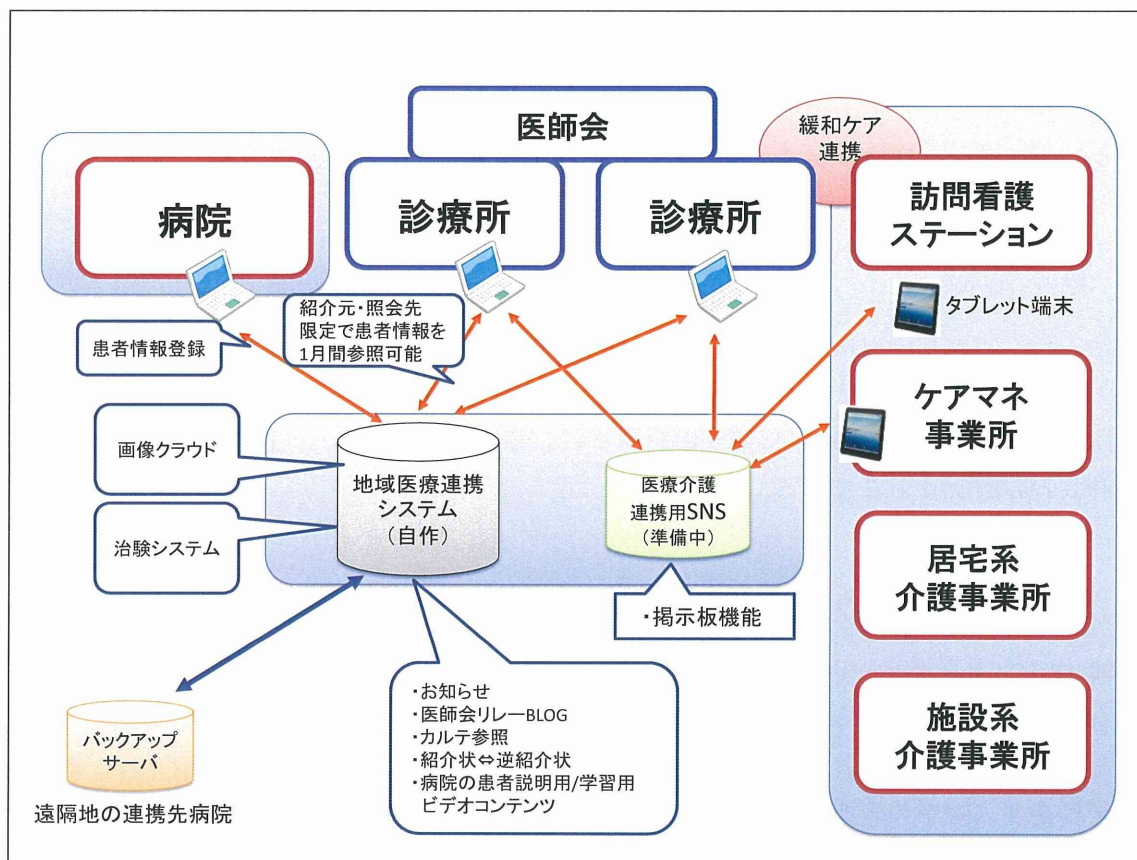 医師会
緩和ケア
連携
病院
診療所
診療所
訪問看護
ステーション
タブレット端末
患者情報登録
紹介元・照会先
限定で患者情報を
1月間参照可能
ケアマネ
事業所
画像クラウド
治験システム
地域医療連携
システム
（自作）
医療介護
連携用SNS
（準備中）
・掲示板機能
居宅系
介護事業所
施設系
介護事業所
・お知らせ
・医師会リレーBLOG
・カルテ参照
・紹介状⇔逆紹介状
・病院の患者説明用/学習用
ビデオコンテンツ
バックアップ
サーバ
遠隔地の連携先病院